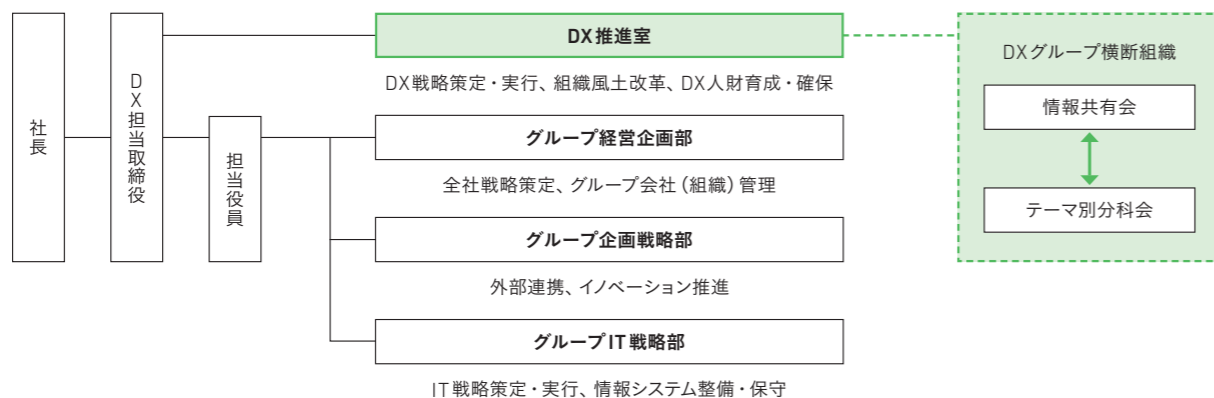 社長
DX担当取締役
担当役員
DX推進室
DX戦略策定・実行、組織風土改革、DX人財育成・確保
グループ経営企画部
全社戦略策定、グループ会社(組織)管理
グループ企画戦略部
外部連携、イノベーション推進
グループIT戦略部
IT戦略策定・実行、情報システム整備・保守
DXグループ横断組織
情報共有会
テーマ別分科会